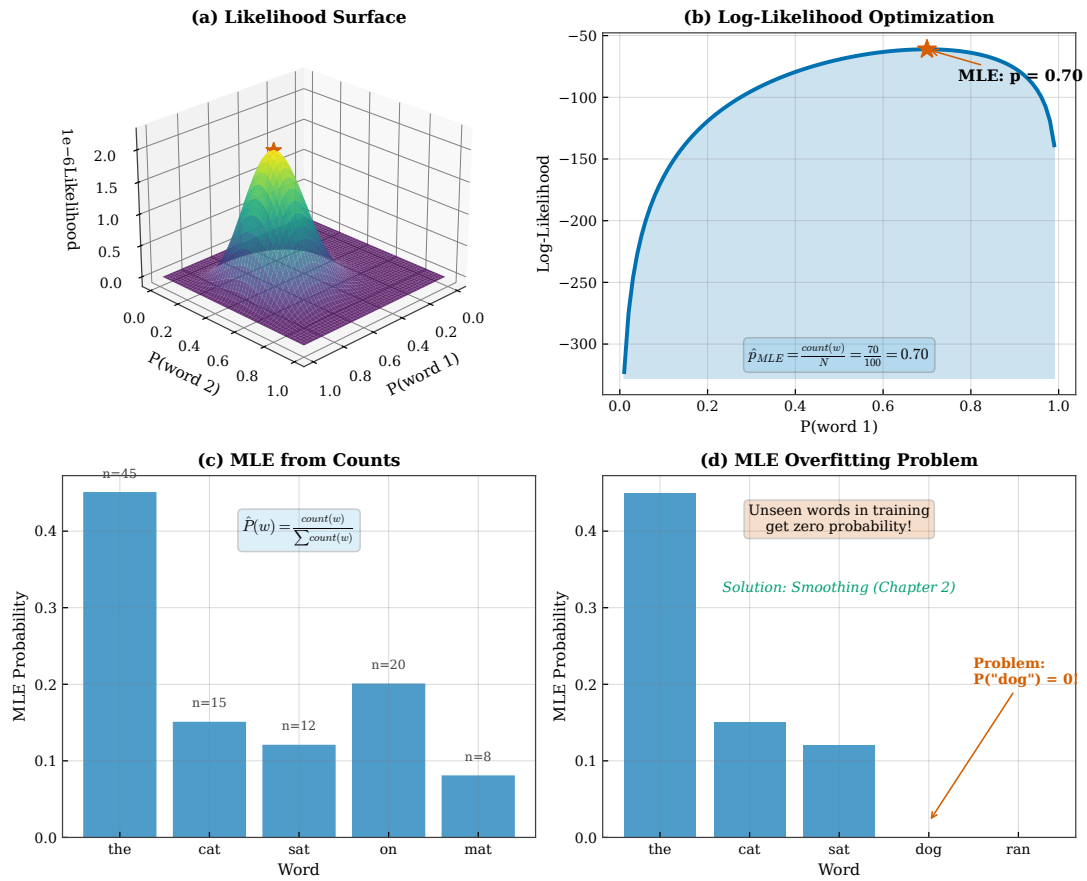 (a) Likelihood Surface
1e−6
Likelihood
2.0
1.5
1.0
0.5
0.0
0.0
0.2
0.4
0.6
0.8
1.0
P(word 2)
0.0
0.2
0.4
0.6
0.8
1.0
P(word 1)
(b) Log-Likelihood Optimization
Log-Likelihood
−50
−100
−150
−200
−250
−300
MLE: p = 0.70
p̂_{MLE} = count(w)/N = 70/100 = 0.70
0.0 0.2 0.4 0.6 0.8 1.0
P(word 1)
(c) MLE from Counts
MLE Probability
0.4
0.3
0.2
0.1
0.0
n=45
P̂(w) = count(w)/∑count(w)
n=15
n=12
n=20
n=8
the cat sat on mat
Word
(d) MLE Overfitting Problem
MLE Probability
0.4
0.3
0.2
0.1
0.0
Unseen words in training
get zero probability!
Solution: Smoothing (Chapter 2)
Problem:
P("dog") = 0!
the cat sat dog ran
Word